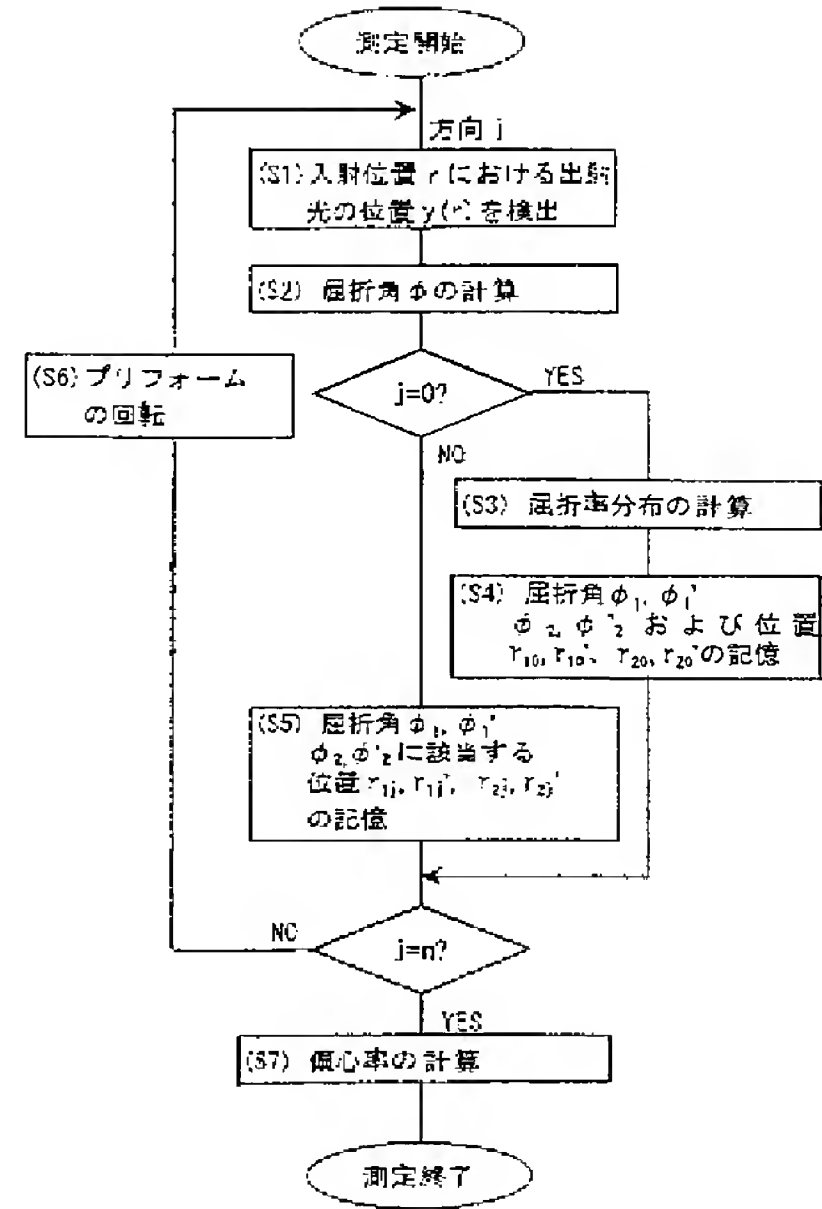 測定開始
方向 j
(S1) 入射位置 r における出射
光の位置 y(r) を検出
(S2) 屈折角 φ の計算
(S6) プリフォーム
の回転
j=0?
YES
NO
(S3) 屈折率分布の計算
(S4) 屈折角 φ₁, φ₁'
φ₂, φ'₂ および位置
r₁₀, r₁₀', r₂₀, r₂₀' の記憶
(S5) 屈折角 φ₁, φ₁'
φ₂, φ'₂ に該当する
位置 r₁ⱼ, r₁ⱼ', r₂ⱼ, r₂ⱼ'
の記憶
NO
j=n?
YES
(S7) 偏心率の計算
測定終了